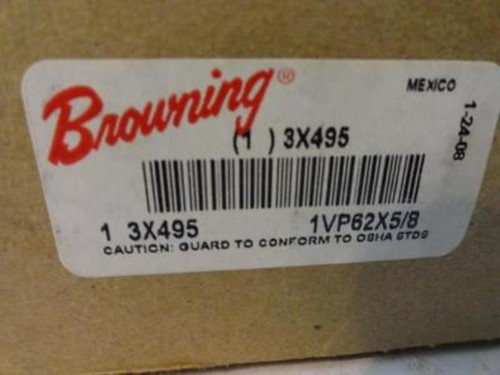 Browning®
MEXICO
1-24-08
(1 ) 3X495
1 3X495 1VP62X5/8
CAUTION: GUARD TO CONFORM TO OSHA STDS